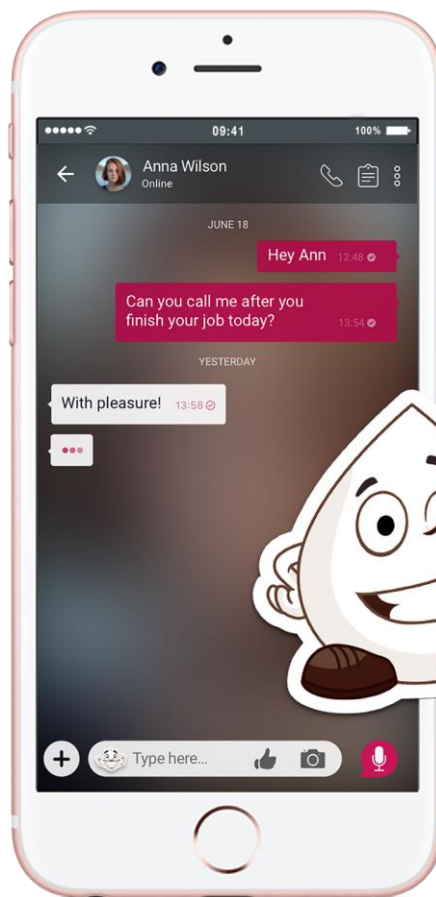 09:41
100%
Anna Wilson
Online
JUNE 18
Hey Ann 12:48
Can you call me after you
finish your job today? 13:54
YESTERDAY
With pleasure! 13:58
Type here...